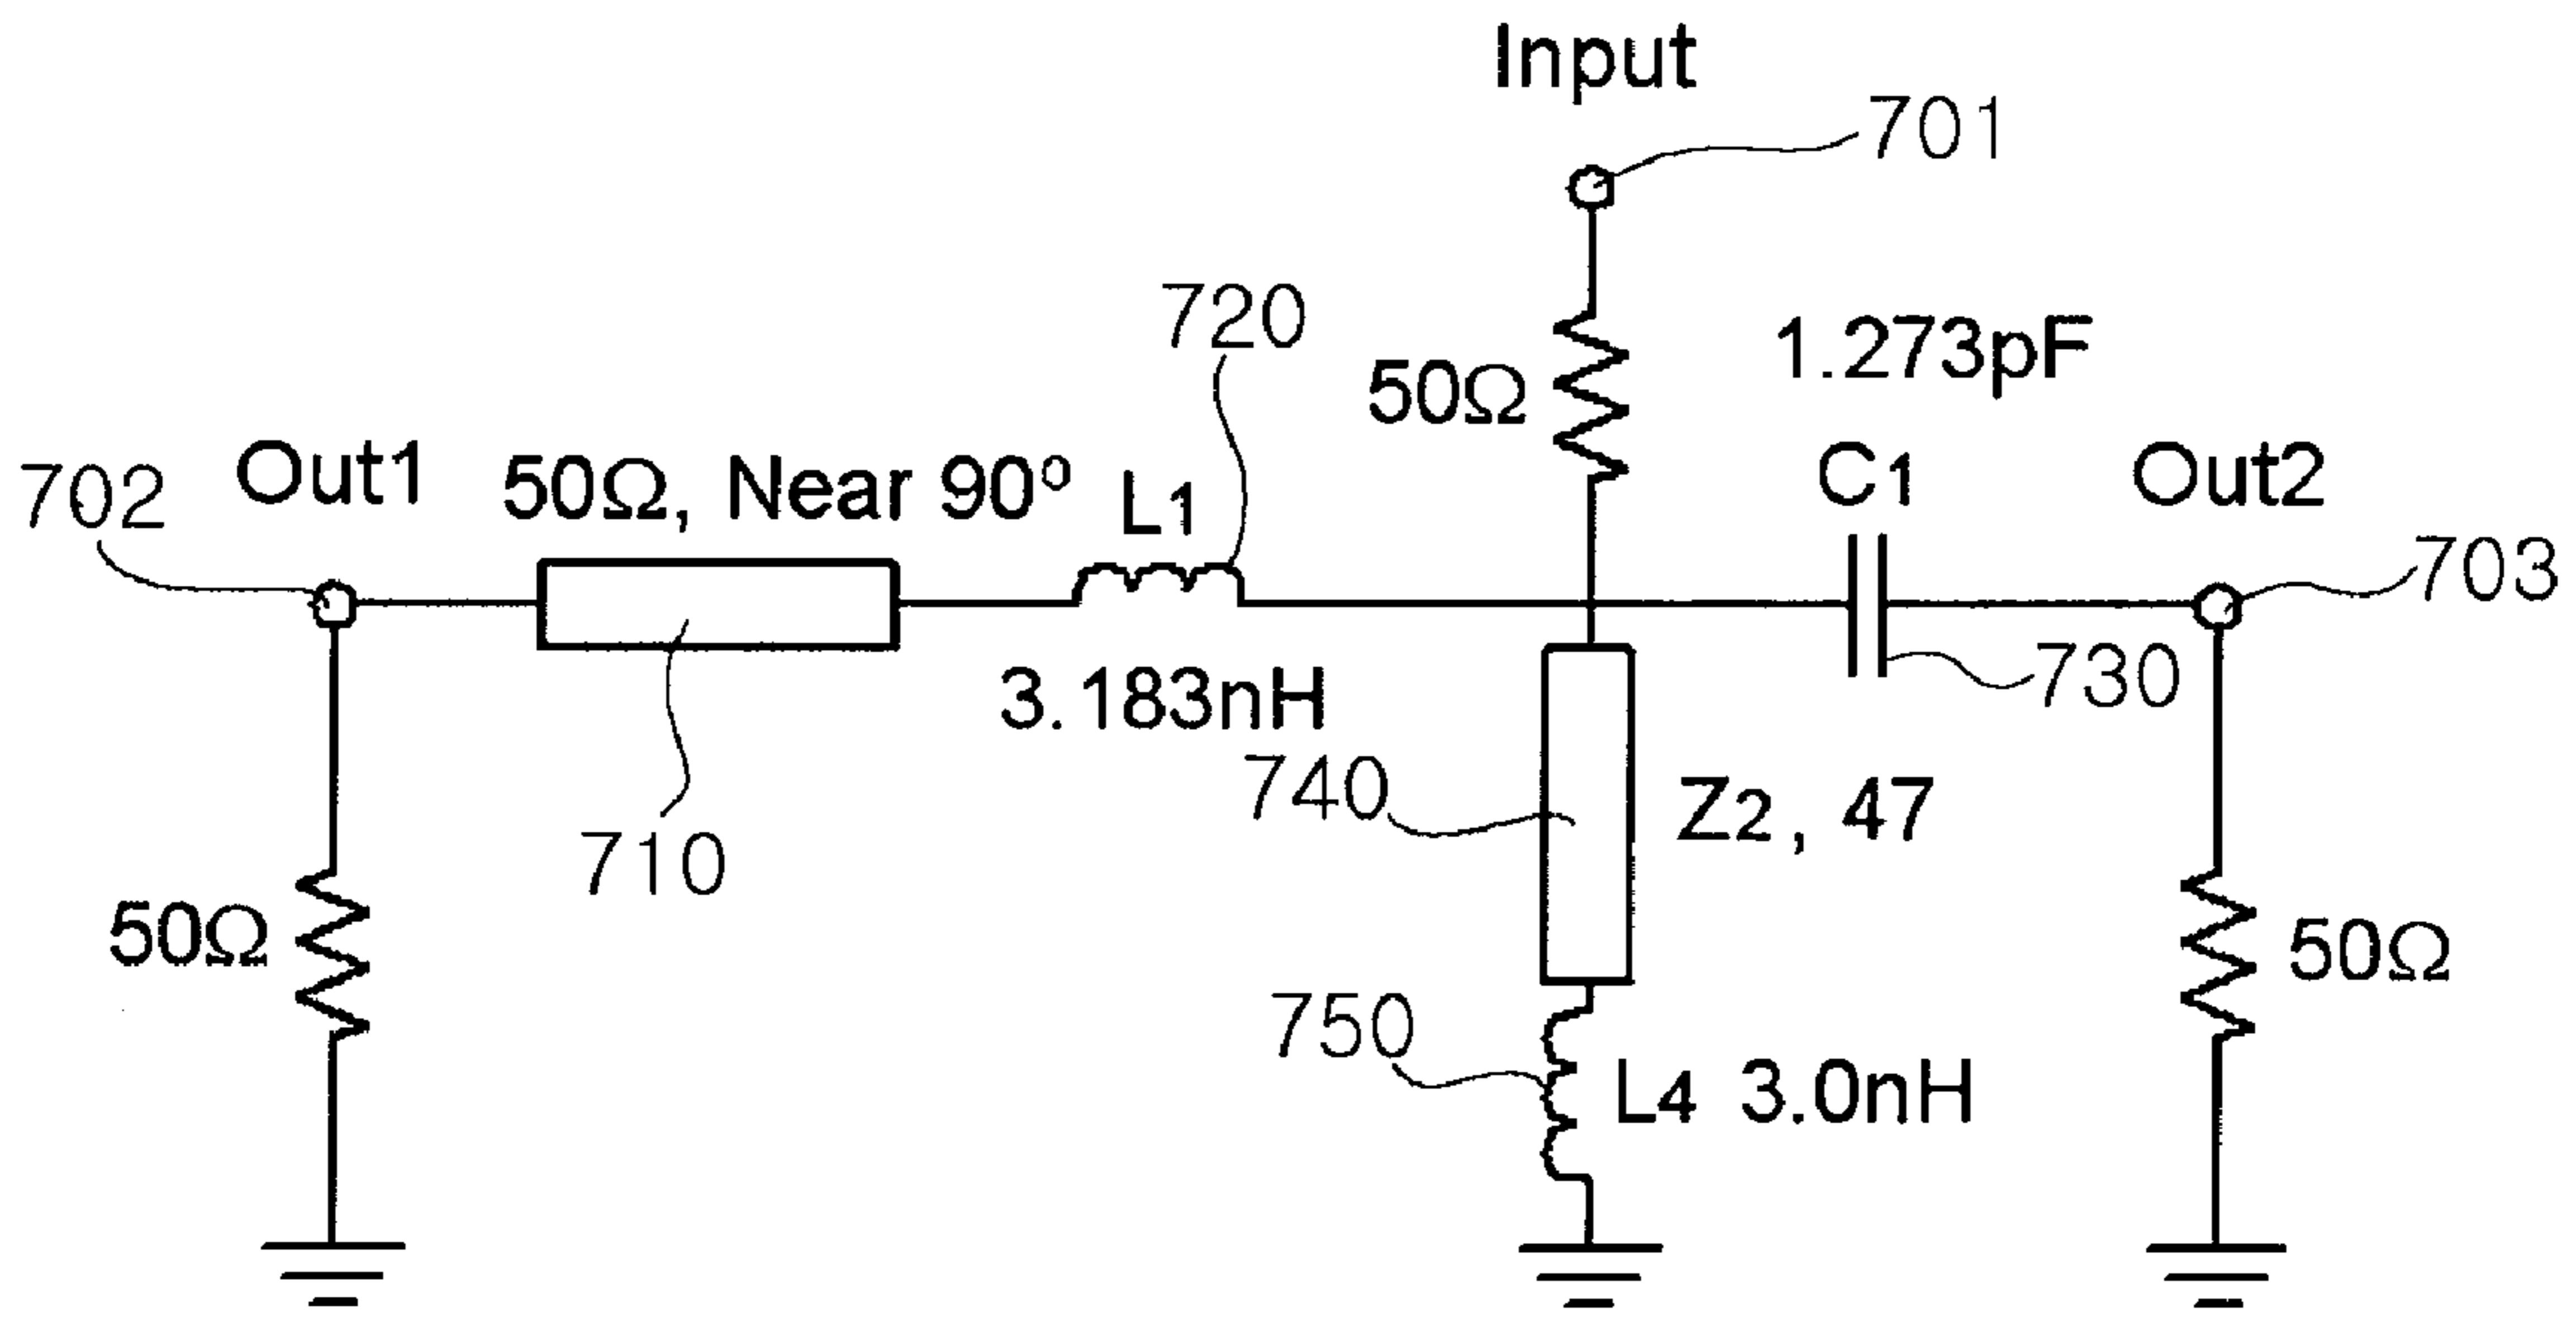 Input
701
720
50Ω
1.273pF
702
Out1
50Ω, Near 90°
L1
C1
Out2
703
3.183nH
730
740
Z2, 47
710
50Ω
750
L4 3.0nH
50Ω